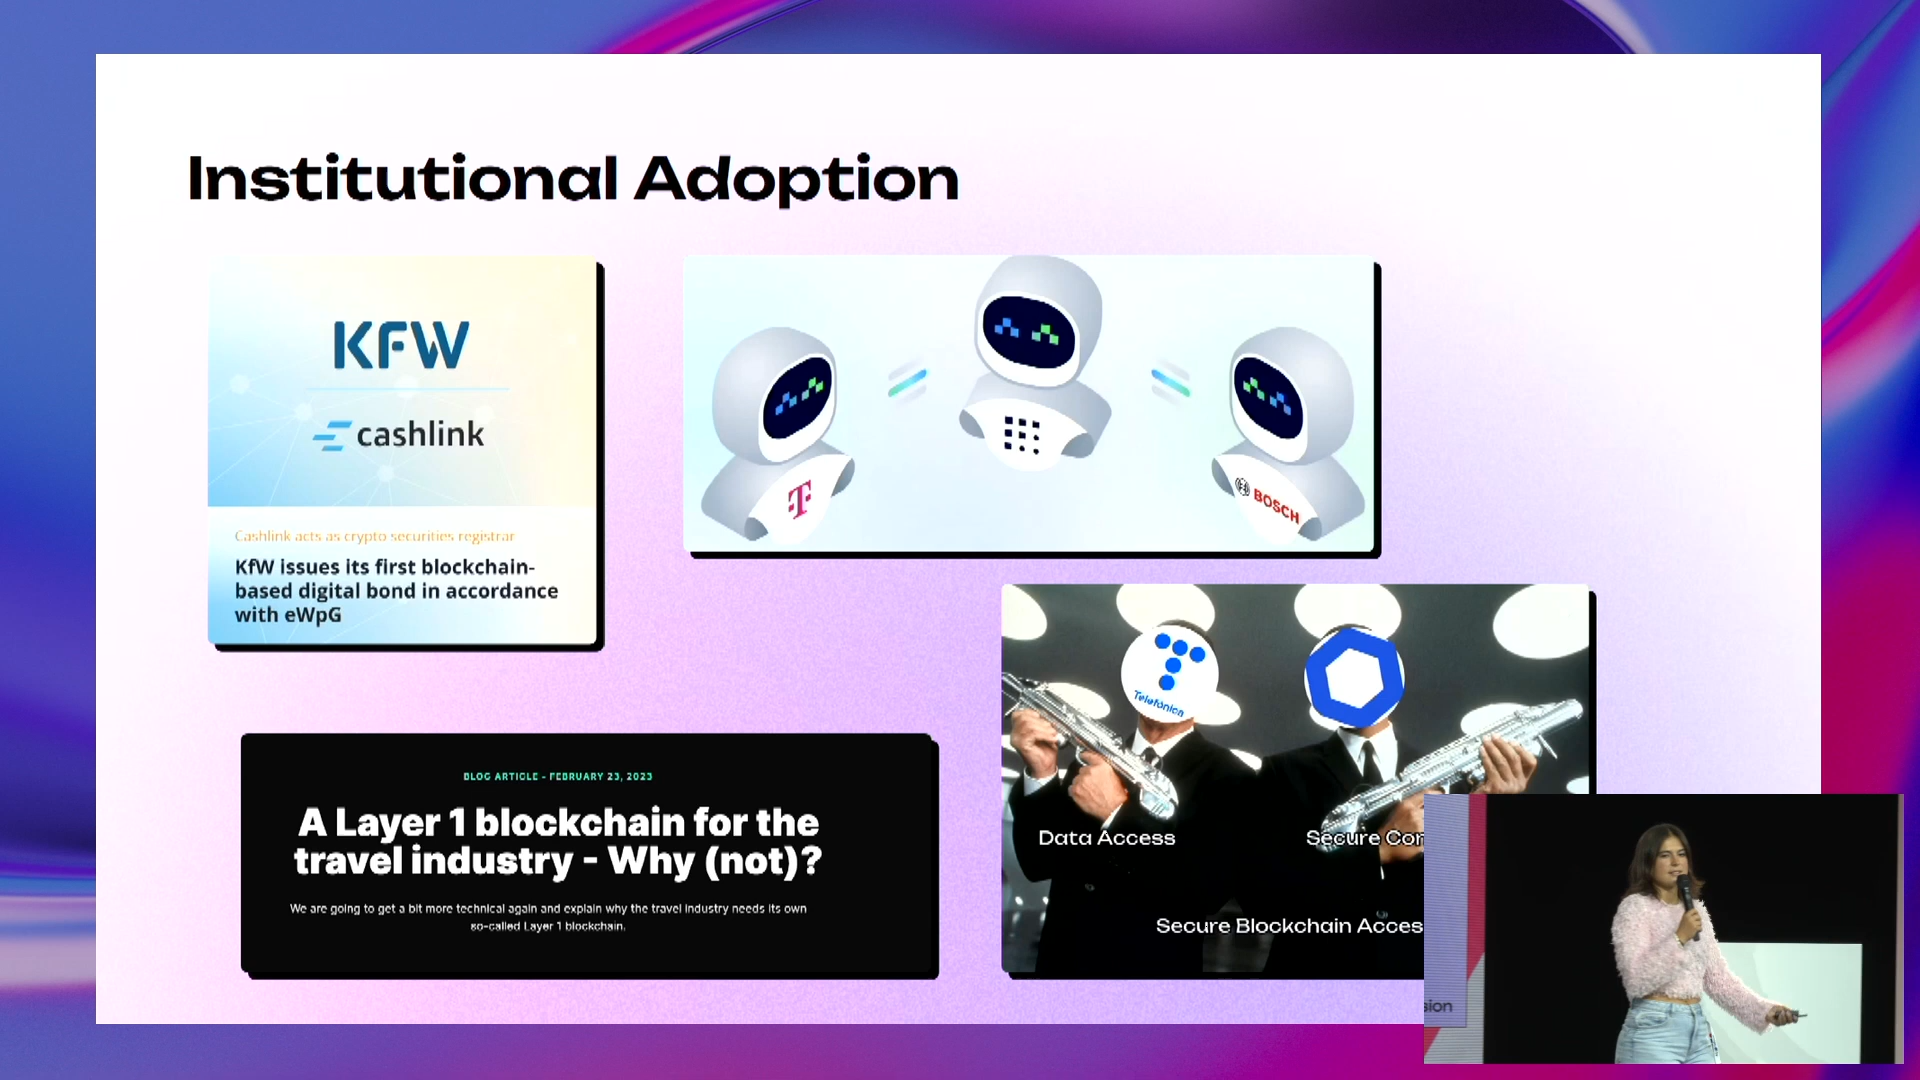 Institutional Adoption
KFW
cashlink
Cashlink acts as crypto securities registrar
KfW issues its first blockchain-
based digital bond in accordance
with eWpG
T
BOSCH
Telefónica
Data Access
Secure Con
Secure Blockchain Acces
BLOG ARTICLE - FEBRUARY 23, 2023
A Layer 1 blockchain for the
travel industry - Why (not)?
We are going to get a bit more technical again and explain why the travel industry needs its own
so-called Layer 1 blockchain.
sion